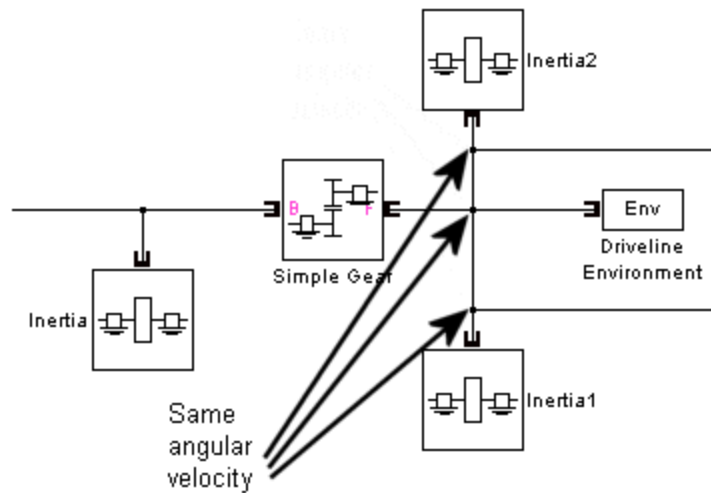 Inertia2
B
F
Env
Simple Gear
Driveline
Environment
Inertia
Inertia1
Same
angular
velocity